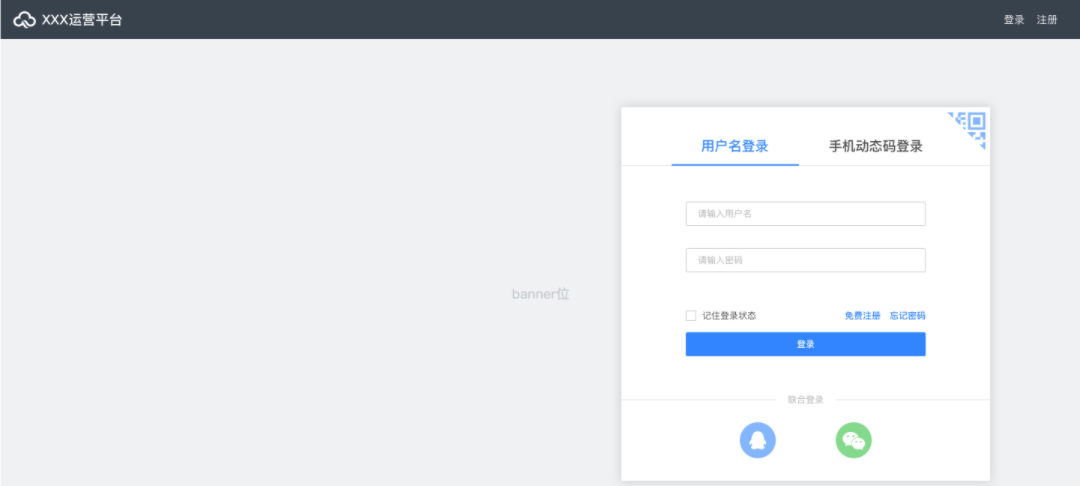 XXX运营平台
登录 注册
用户名登录 手机动态码登录
请输入用户名
请输入密码
banner位
记住登录状态 免费注册 忘记密码
登录
联合登录